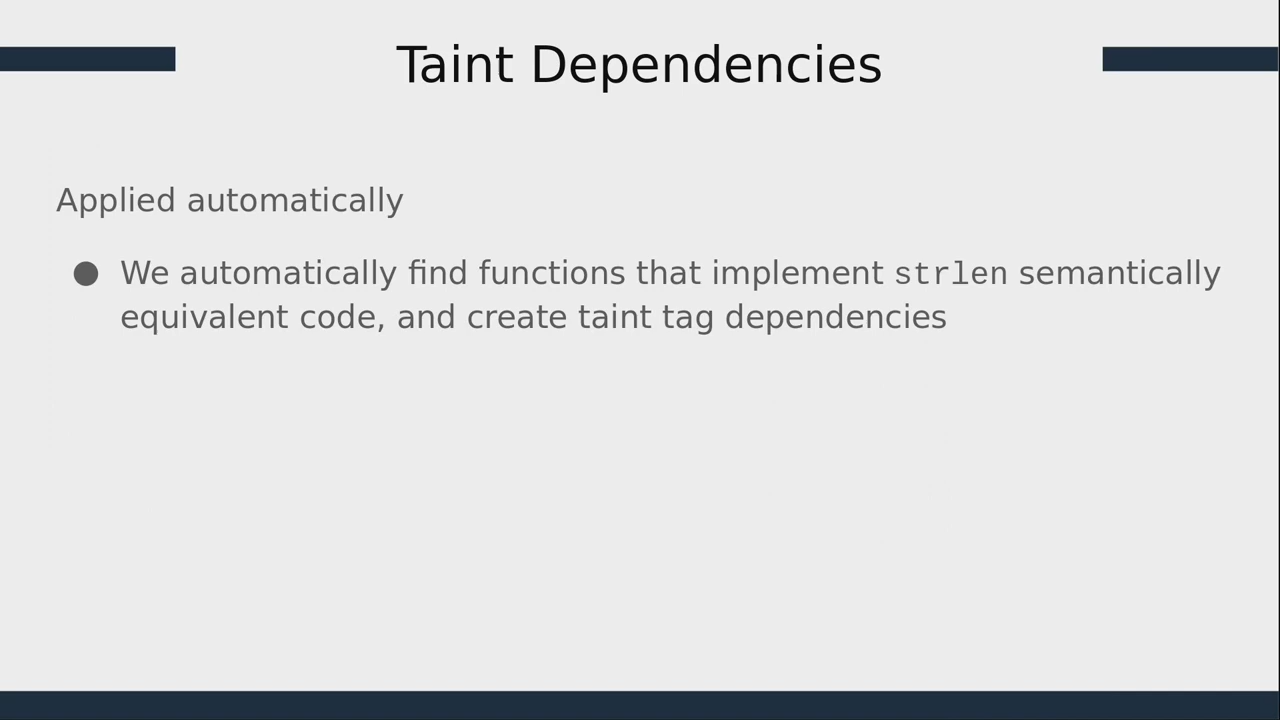 Taint Dependencies
Applied automatically
● We automatically find functions that implement strlen semantically
equivalent code, and create taint tag dependencies